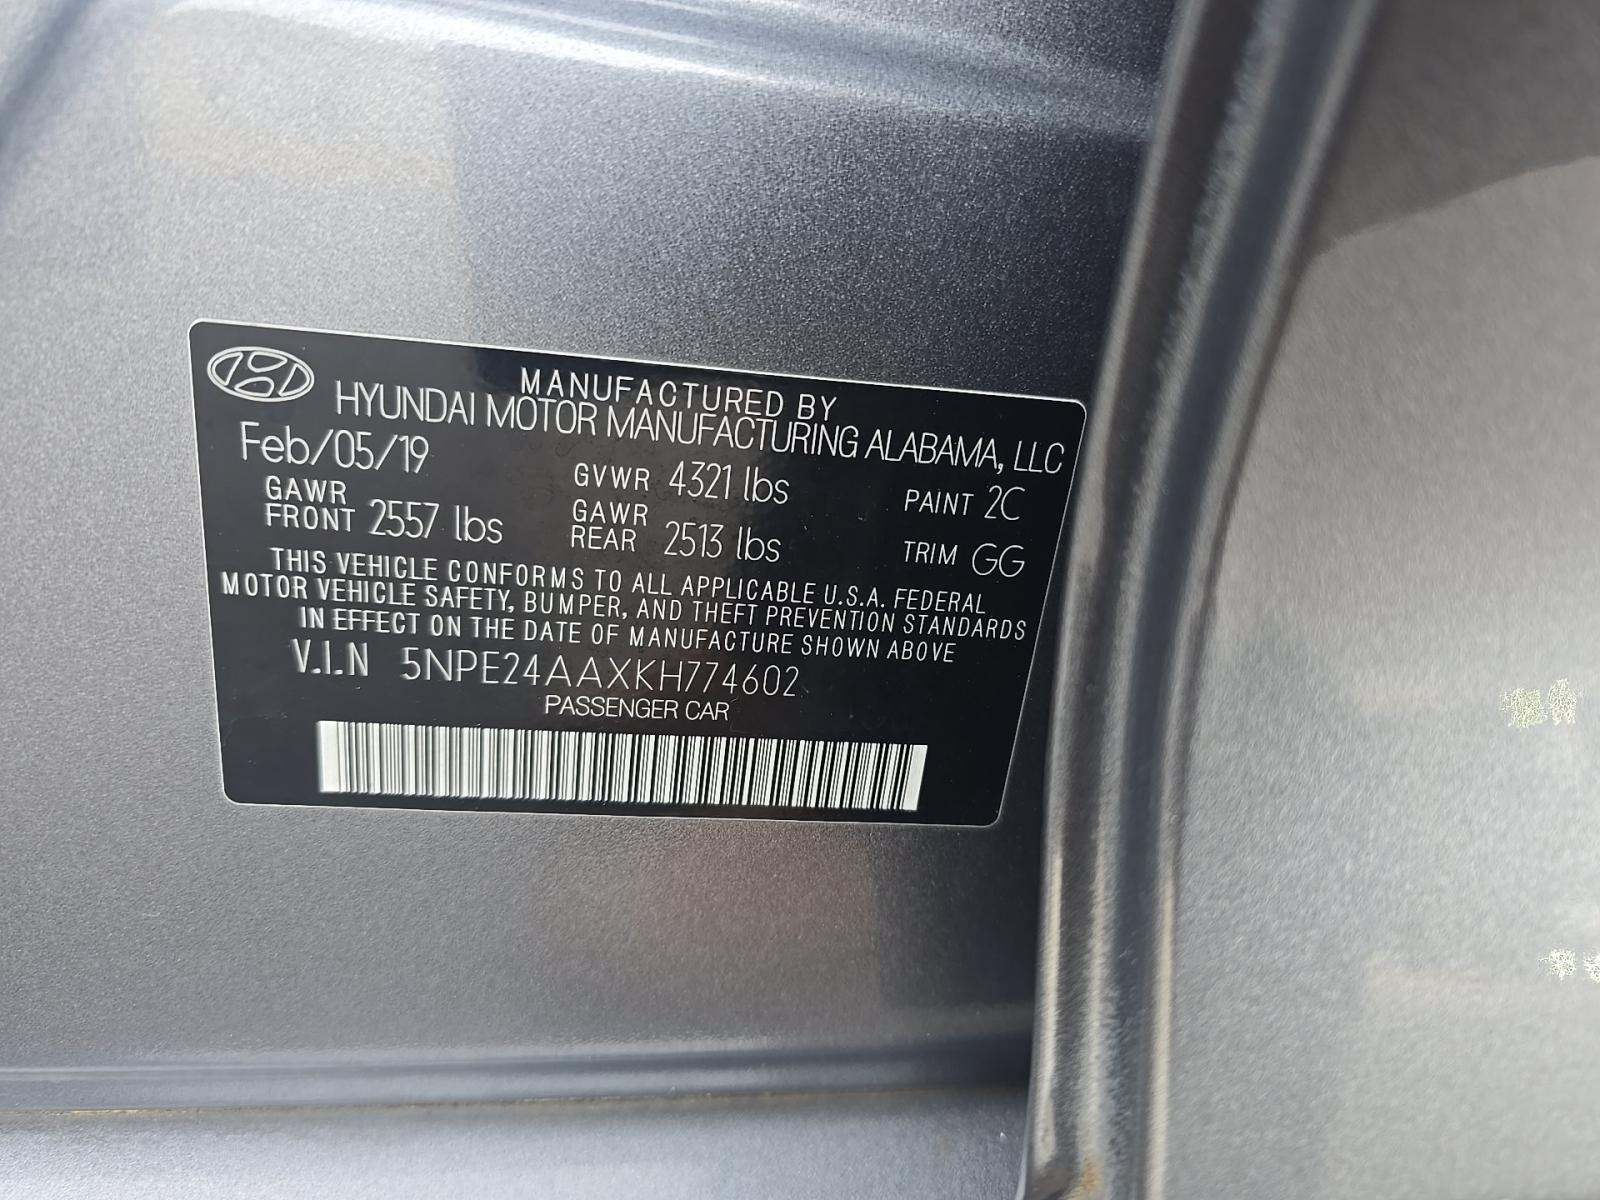 MANUFACTURED BY
HYUNDAI MOTOR MANUFACTURING ALABAMA, LLC
Feb/05/19
GAWR FRONT 2557 lbs
GVWR 4321 lbs
GAWR REAR 2513 lbs
PAINT 2C
TRIM GG
THIS VEHICLE CONFORMS TO ALL APPLICABLE U.S.A. FEDERAL
MOTOR VEHICLE SAFETY, BUMPER, AND THEFT PREVENTION STANDARDS
IN EFFECT ON THE DATE OF MANUFACTURE SHOWN ABOVE
V.I.N 5NPE24AAXKH774602
PASSENGER CAR